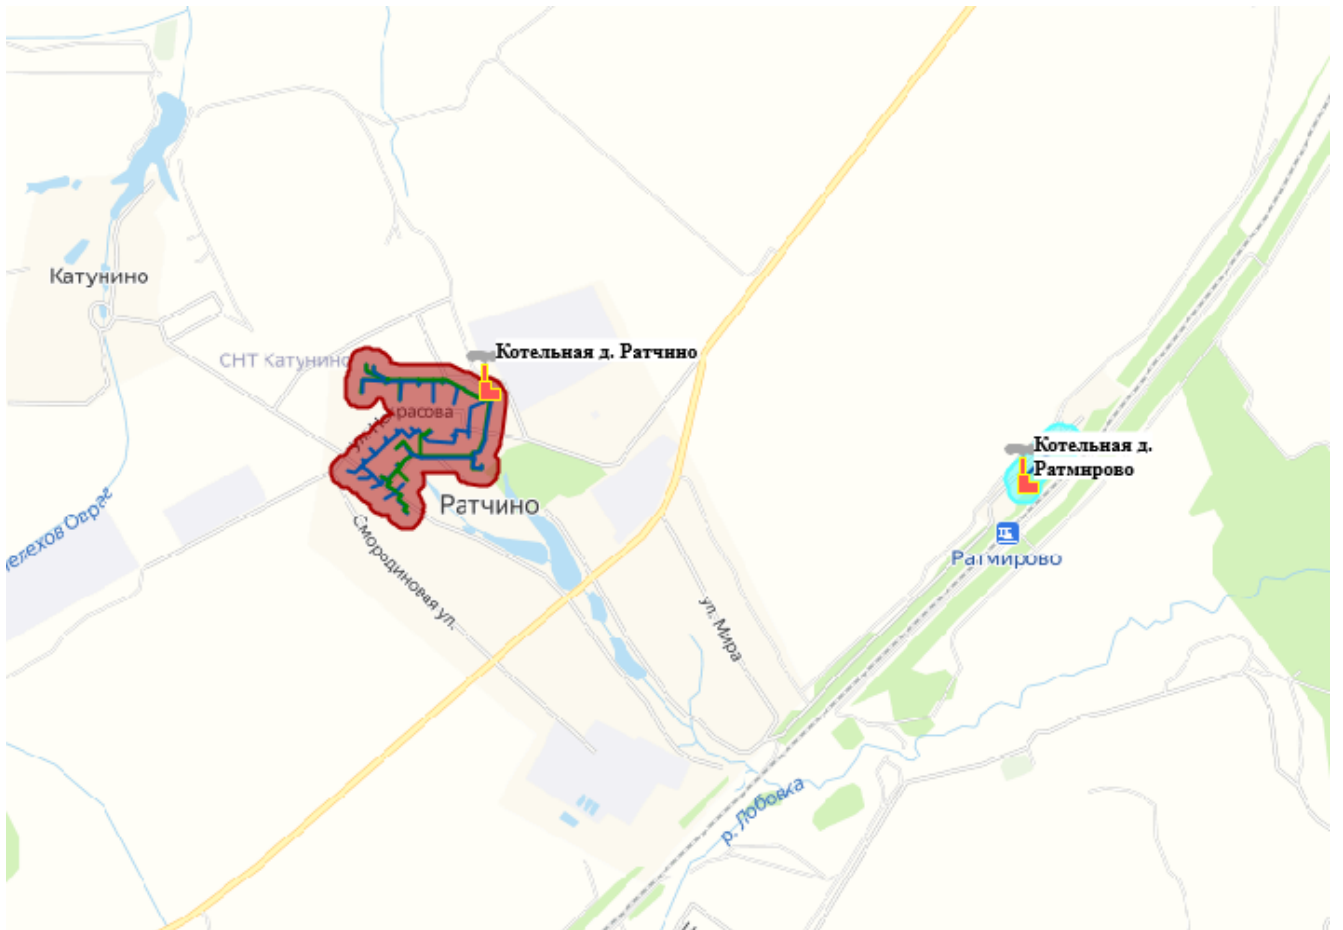 Катунино
СНТ Катунино
Котельная д. Ратчино
Котельная д.
Ратмирово
Ратчино
Ратмирово
Смородиновая ул.
ул. Мира
р. Лобовка